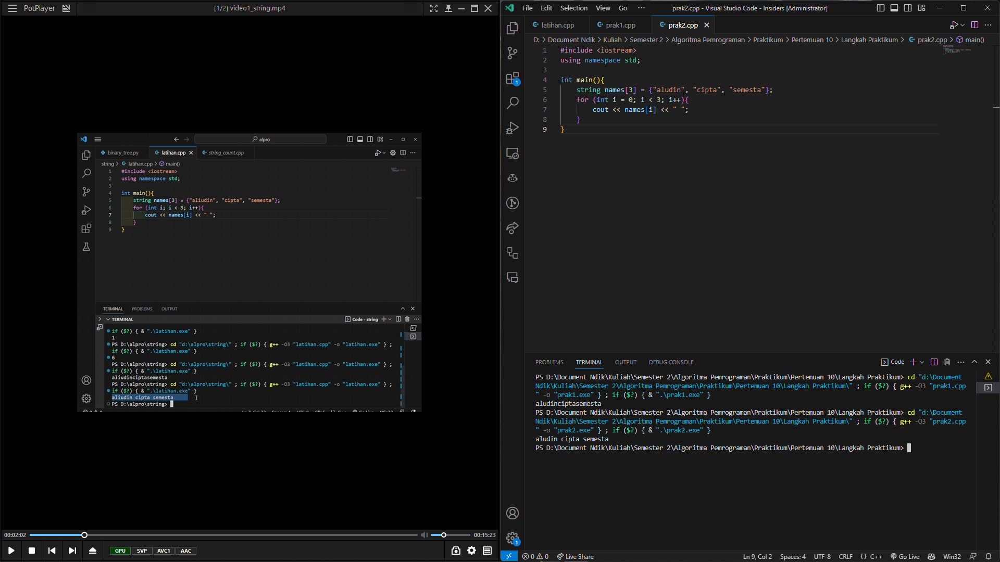 PotPlayer
[1/2] video1_string.mp4
alpro
binary_tree.py
latihan.cpp
string_count.cpp
string > latihan.cpp > main()
1 #include <iostream>
2 using namespace std;
3
4 int main(){
5 string names[3] = {"aliudin", "cipta", "semesta"};
6 for (int i; i < 3; i++){
7 cout << names[i] << " ";
8 }
9 }
TERMINAL PROBLEMS OUTPUT
TERMINAL
Code - string
if ($?) { & ".\latihan.exe" }
1
PS D:\alpro\string> cd "d:\alpro\string\" ; if ($?) { g++ -O3 "latihan.cpp" -o "latihan.exe" } ;
if ($?) { & ".\latihan.exe" }
6
PS D:\alpro\string> cd "d:\alpro\string\" ; if ($?) { g++ -O3 "latihan.cpp" -o "latihan.exe" } ;
if ($?) { & ".\latihan.exe" }
aliudinciptasemesta
PS D:\alpro\string> cd "d:\alpro\string\" ; if ($?) { g++ -O3 "latihan.cpp" -o "latihan.exe" } ;
if ($?) { & ".\latihan.exe" }
aliudin cipta semesta
PS D:\alpro\string>
00:02:02
00:15:23
GPU SVP AVC1 AAC
File Edit Selection View Go ···
prak2.cpp - Visual Studio Code - Insiders [Administrator]
latihan.cpp
prak1.cpp
prak2.cpp
D: > Document Ndik > Kuliah > Semester 2 > Algoritma Pemrograman > Praktikum > Pertemuan 10 > Langkah Praktikum > prak2.cpp > main()
1 #include <iostream>
2 using namespace std;
3
4 int main(){
5 string names[3] = {"aludin", "cipta", "semesta"};
6 for (int i = 0; i < 3; i++){
7 cout << names[i] << " ";
8 }
9 }
1
PROBLEMS TERMINAL OUTPUT DEBUG CONSOLE
Code
PS D:\Document Ndik\Kuliah\Semester 2\Algoritma Pemrograman\Praktikum\Pertemuan 10\Langkah Praktikum> cd "d:\Document
Ndik\Kuliah\Semester 2\Algoritma Pemrograman\Praktikum\Pertemuan 10\Langkah Praktikum\" ; if ($?) { g++ -O3 "prak1.cpp
" -o "prak1.exe" } ; if ($?) { & ".\prak1.exe" }
aludinciptasemesta
PS D:\Document Ndik\Kuliah\Semester 2\Algoritma Pemrograman\Praktikum\Pertemuan 10\Langkah Praktikum> cd "d:\Document
Ndik\Kuliah\Semester 2\Algoritma Pemrograman\Praktikum\Pertemuan 10\Langkah Praktikum\" ; if ($?) { g++ -O3 "prak2.cpp
" -o "prak2.exe" } ; if ($?) { & ".\prak2.exe" }
aludin cipta semesta
PS D:\Document Ndik\Kuliah\Semester 2\Algoritma Pemrograman\Praktikum\Pertemuan 10\Langkah Praktikum>
1
0 0 Live Share
Ln 9, Col 2 Spaces: 4 UTF-8 CRLF {} C++ Go Live Win32